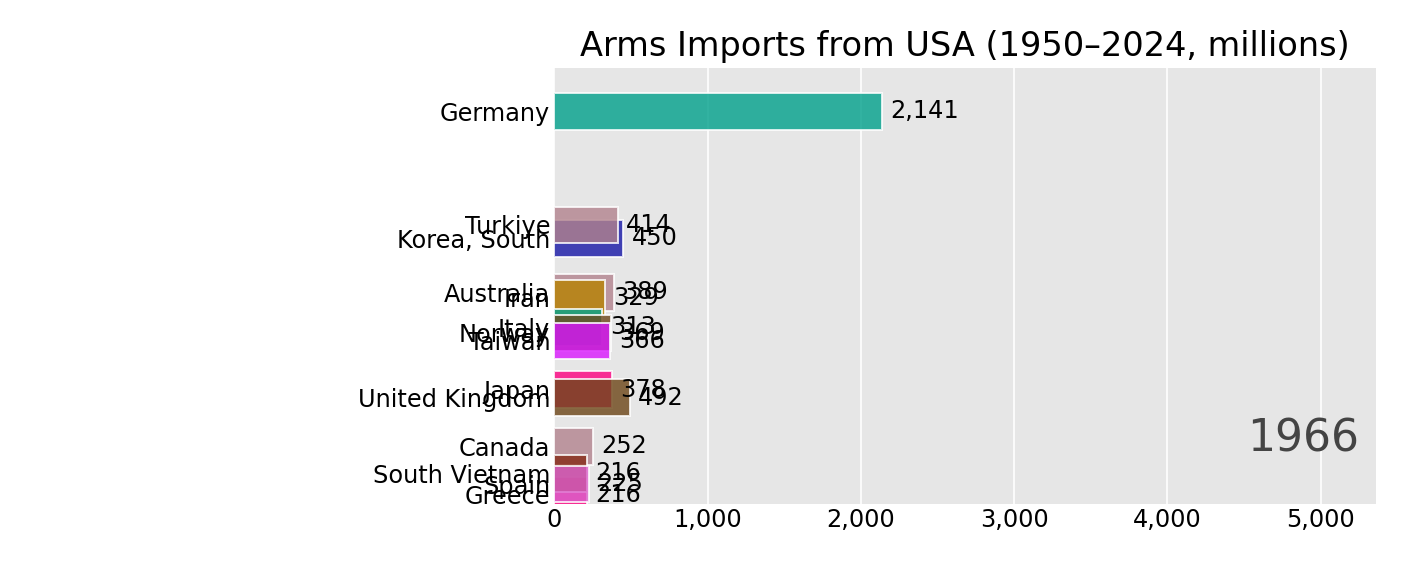 Arms Imports from USA (1950–2024, millions)
Germany 2,141
Turkiye 414
Korea, South 450
Australia 389
Iran 329
Italy 313
Norway 369
Taiwan 366
Japan 378
United Kingdom 492
Canada 252
1966
South Vietnam 216
Spain 225
Greece 216
0 1,000 2,000 3,000 4,000 5,000